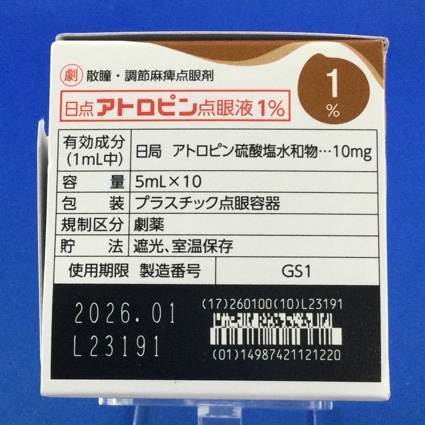 劇 散瞳・調節麻痺点眼剤
日点アトロピン点眼液1%
1
%
有効成分
(1mL中) 日局 アトロピン硫酸塩水和物…10mg
容量 5mL×10
包装 プラスチック点眼容器
規制区分 劇薬
貯法 遮光、室温保存
使用期限 製造番号 GS1
2026.01
L23191
(17)260100(10)L23191
(01)14987421121220